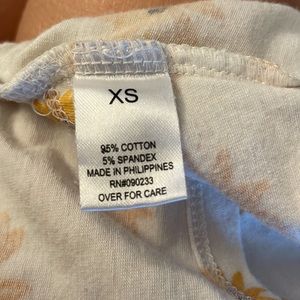 XS
95% COTTON
5% SPANDEX
MADE IN PHILIPPINES
RN#090233
OVER FOR CARE